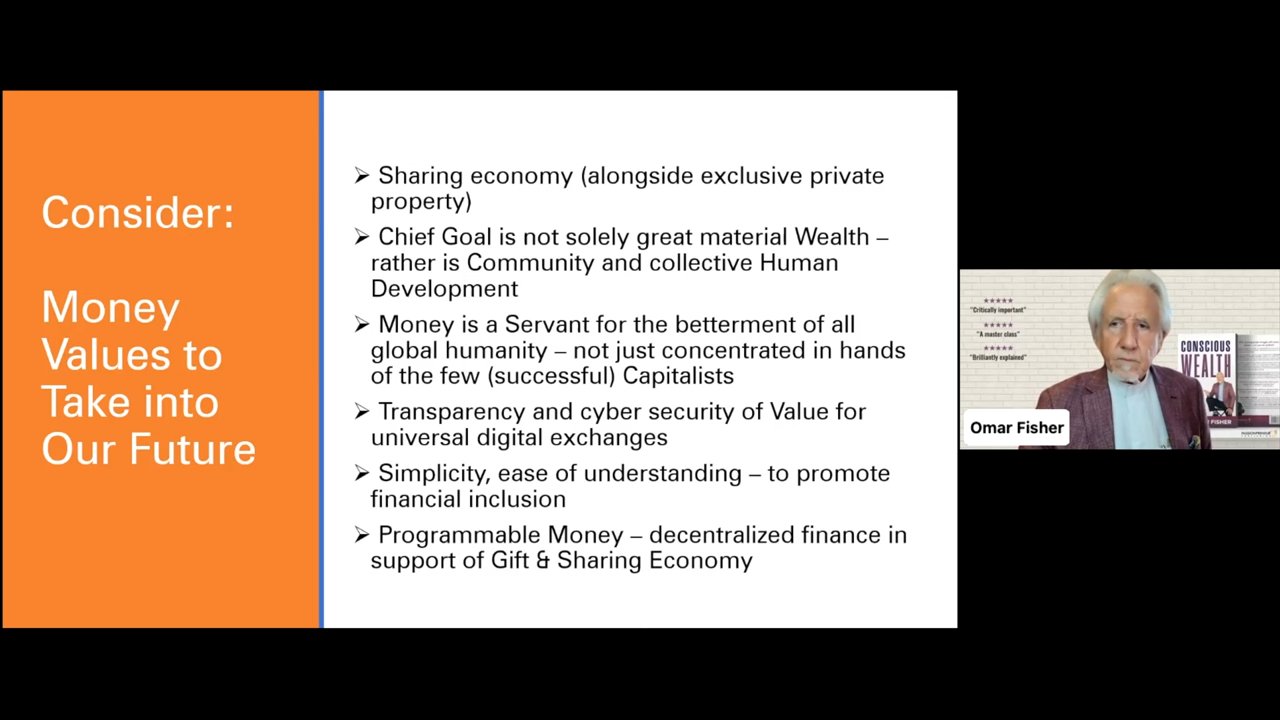 Consider:
Money
Values to
Take into
Our Future
➢ Sharing economy (alongside exclusive private
property)
➢ Chief Goal is not solely great material Wealth –
rather is Community and collective Human
Development
➢ Money is a Servant for the betterment of all
global humanity – not just concentrated in hands
of the few (successful) Capitalists
➢ Transparency and cyber security of Value for
universal digital exchanges
➢ Simplicity, ease of understanding – to promote
financial inclusion
➢ Programmable Money – decentralized finance in
support of Gift & Sharing Economy
★★★★★
"Critically important"
★★★★★
"A master class"
★★★★★
"Brilliantly explained"
CONSCIOUS
WEALTH
FISHER
Omar Fisher